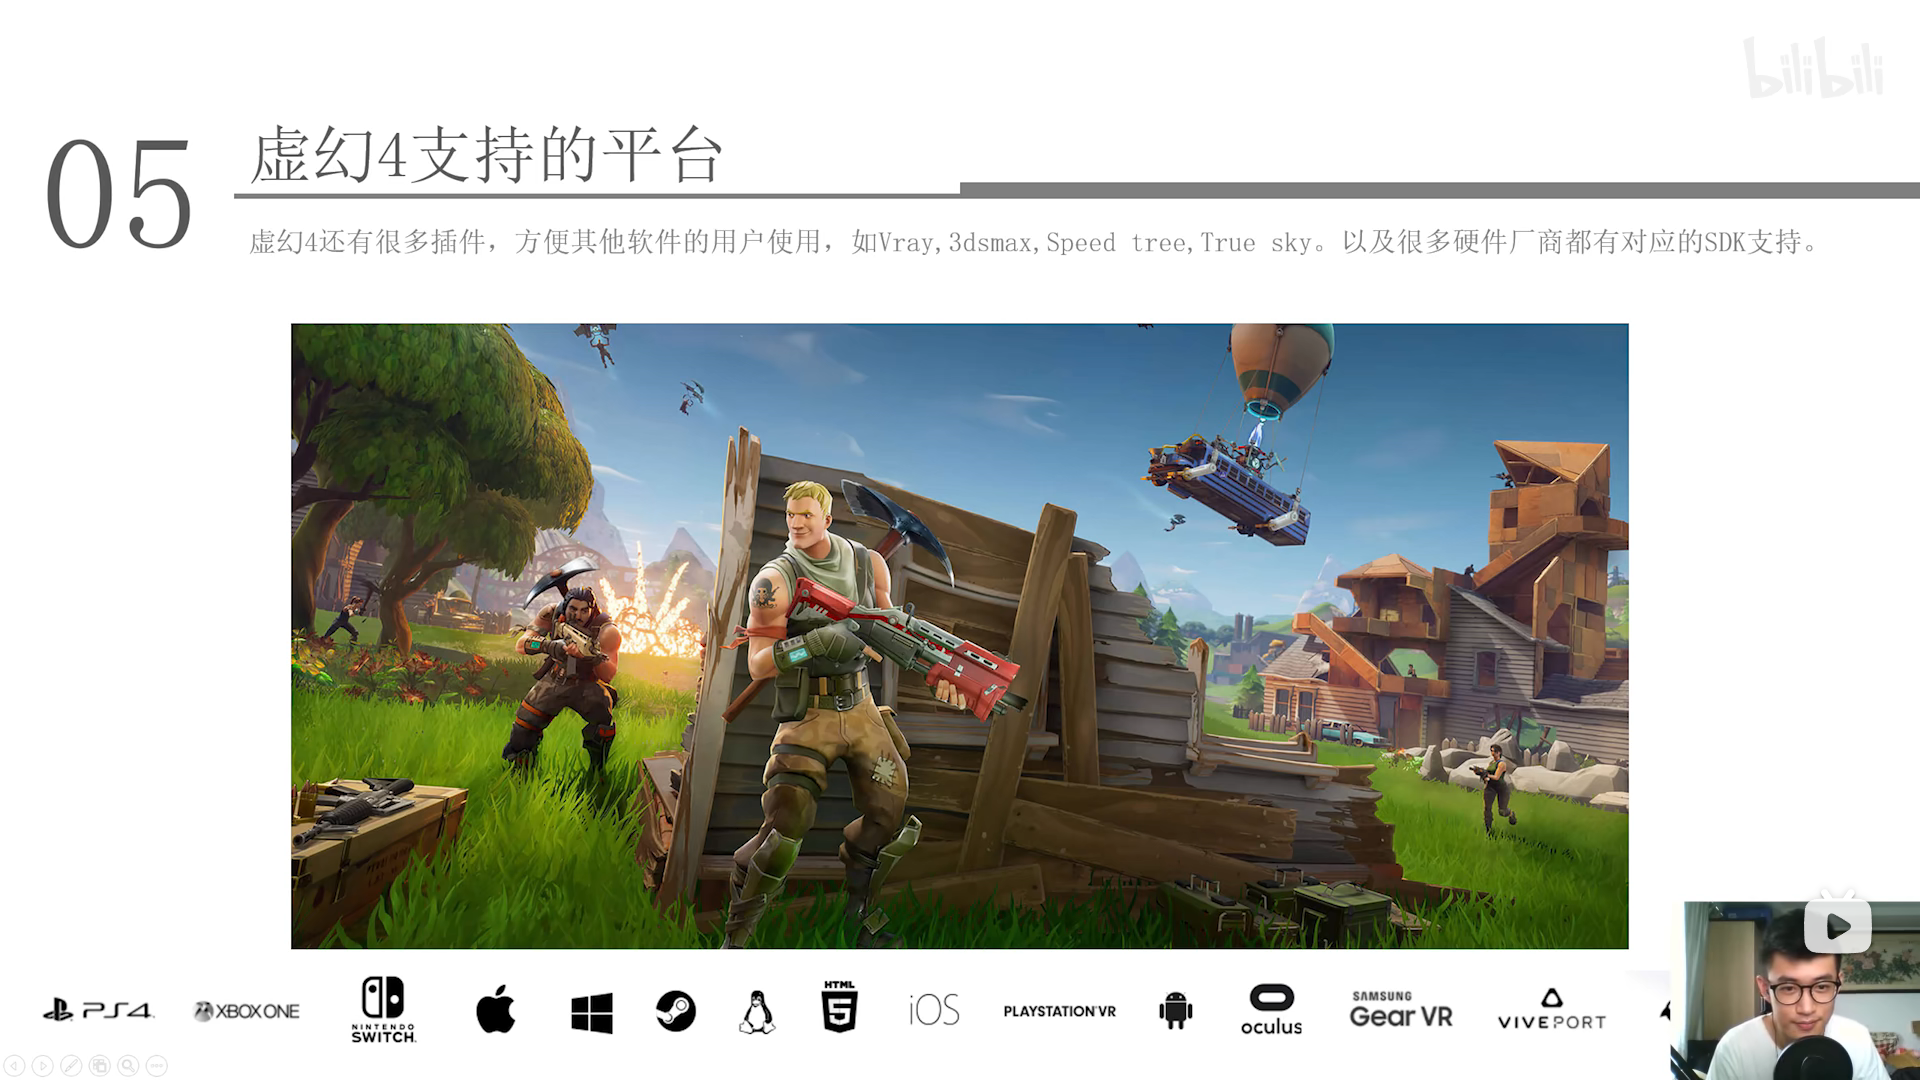 bilibili
05
虚幻4支持的平台
虚幻4还有很多插件，方便其他软件的用户使用，如Vray,3dsmax,Speed tree,True sky。以及很多硬件厂商都有对应的SDK支持。
PS4
XBOX ONE
NINTENDO
SWITCH
HTML
5
iOS
PLAYSTATION VR
oculus
SAMSUNG
Gear VR
VIVEPORT